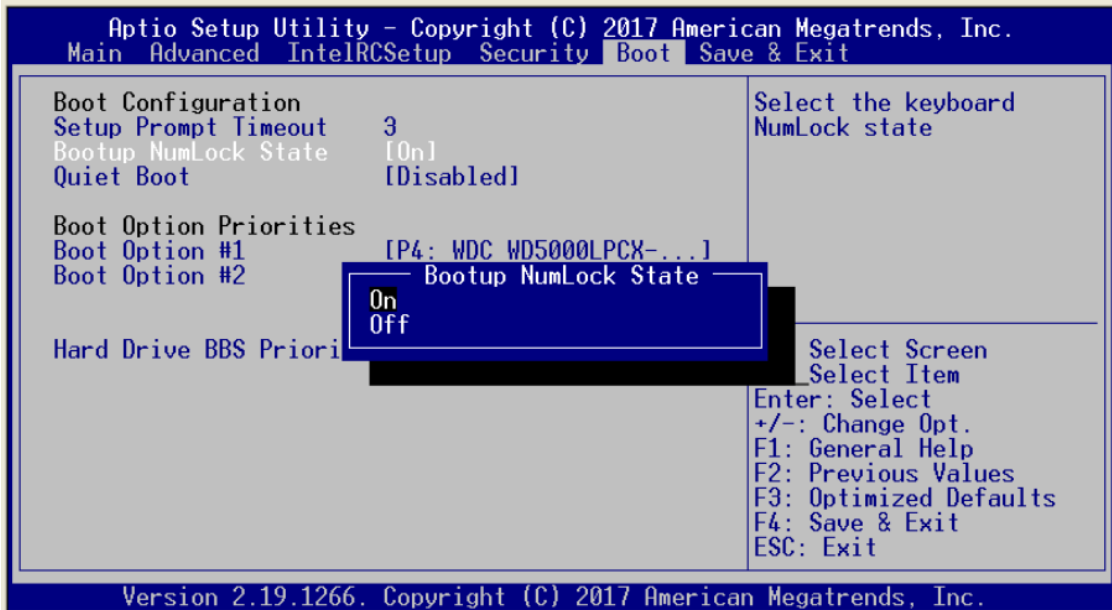 Aptio Setup Utility - Copyright (C) 2017 American Megatrends, Inc.
Main Advanced IntelRCSetup Security Boot Save & Exit
Boot Configuration
Setup Prompt Timeout 3
Bootup NumLock State [On]
Quiet Boot [Disabled]
Boot Option Priorities
Boot Option #1 [P4: WDC WD5000LPCX-...]
Boot Option #2
Hard Drive BBS Priori
Bootup NumLock State
On
Off
Select the keyboard
NumLock state
Select Screen
Select Item
Enter: Select
+/-: Change Opt.
F1: General Help
F2: Previous Values
F3: Optimized Defaults
F4: Save & Exit
ESC: Exit
Version 2.19.1266. Copyright (C) 2017 American Megatrends, Inc.